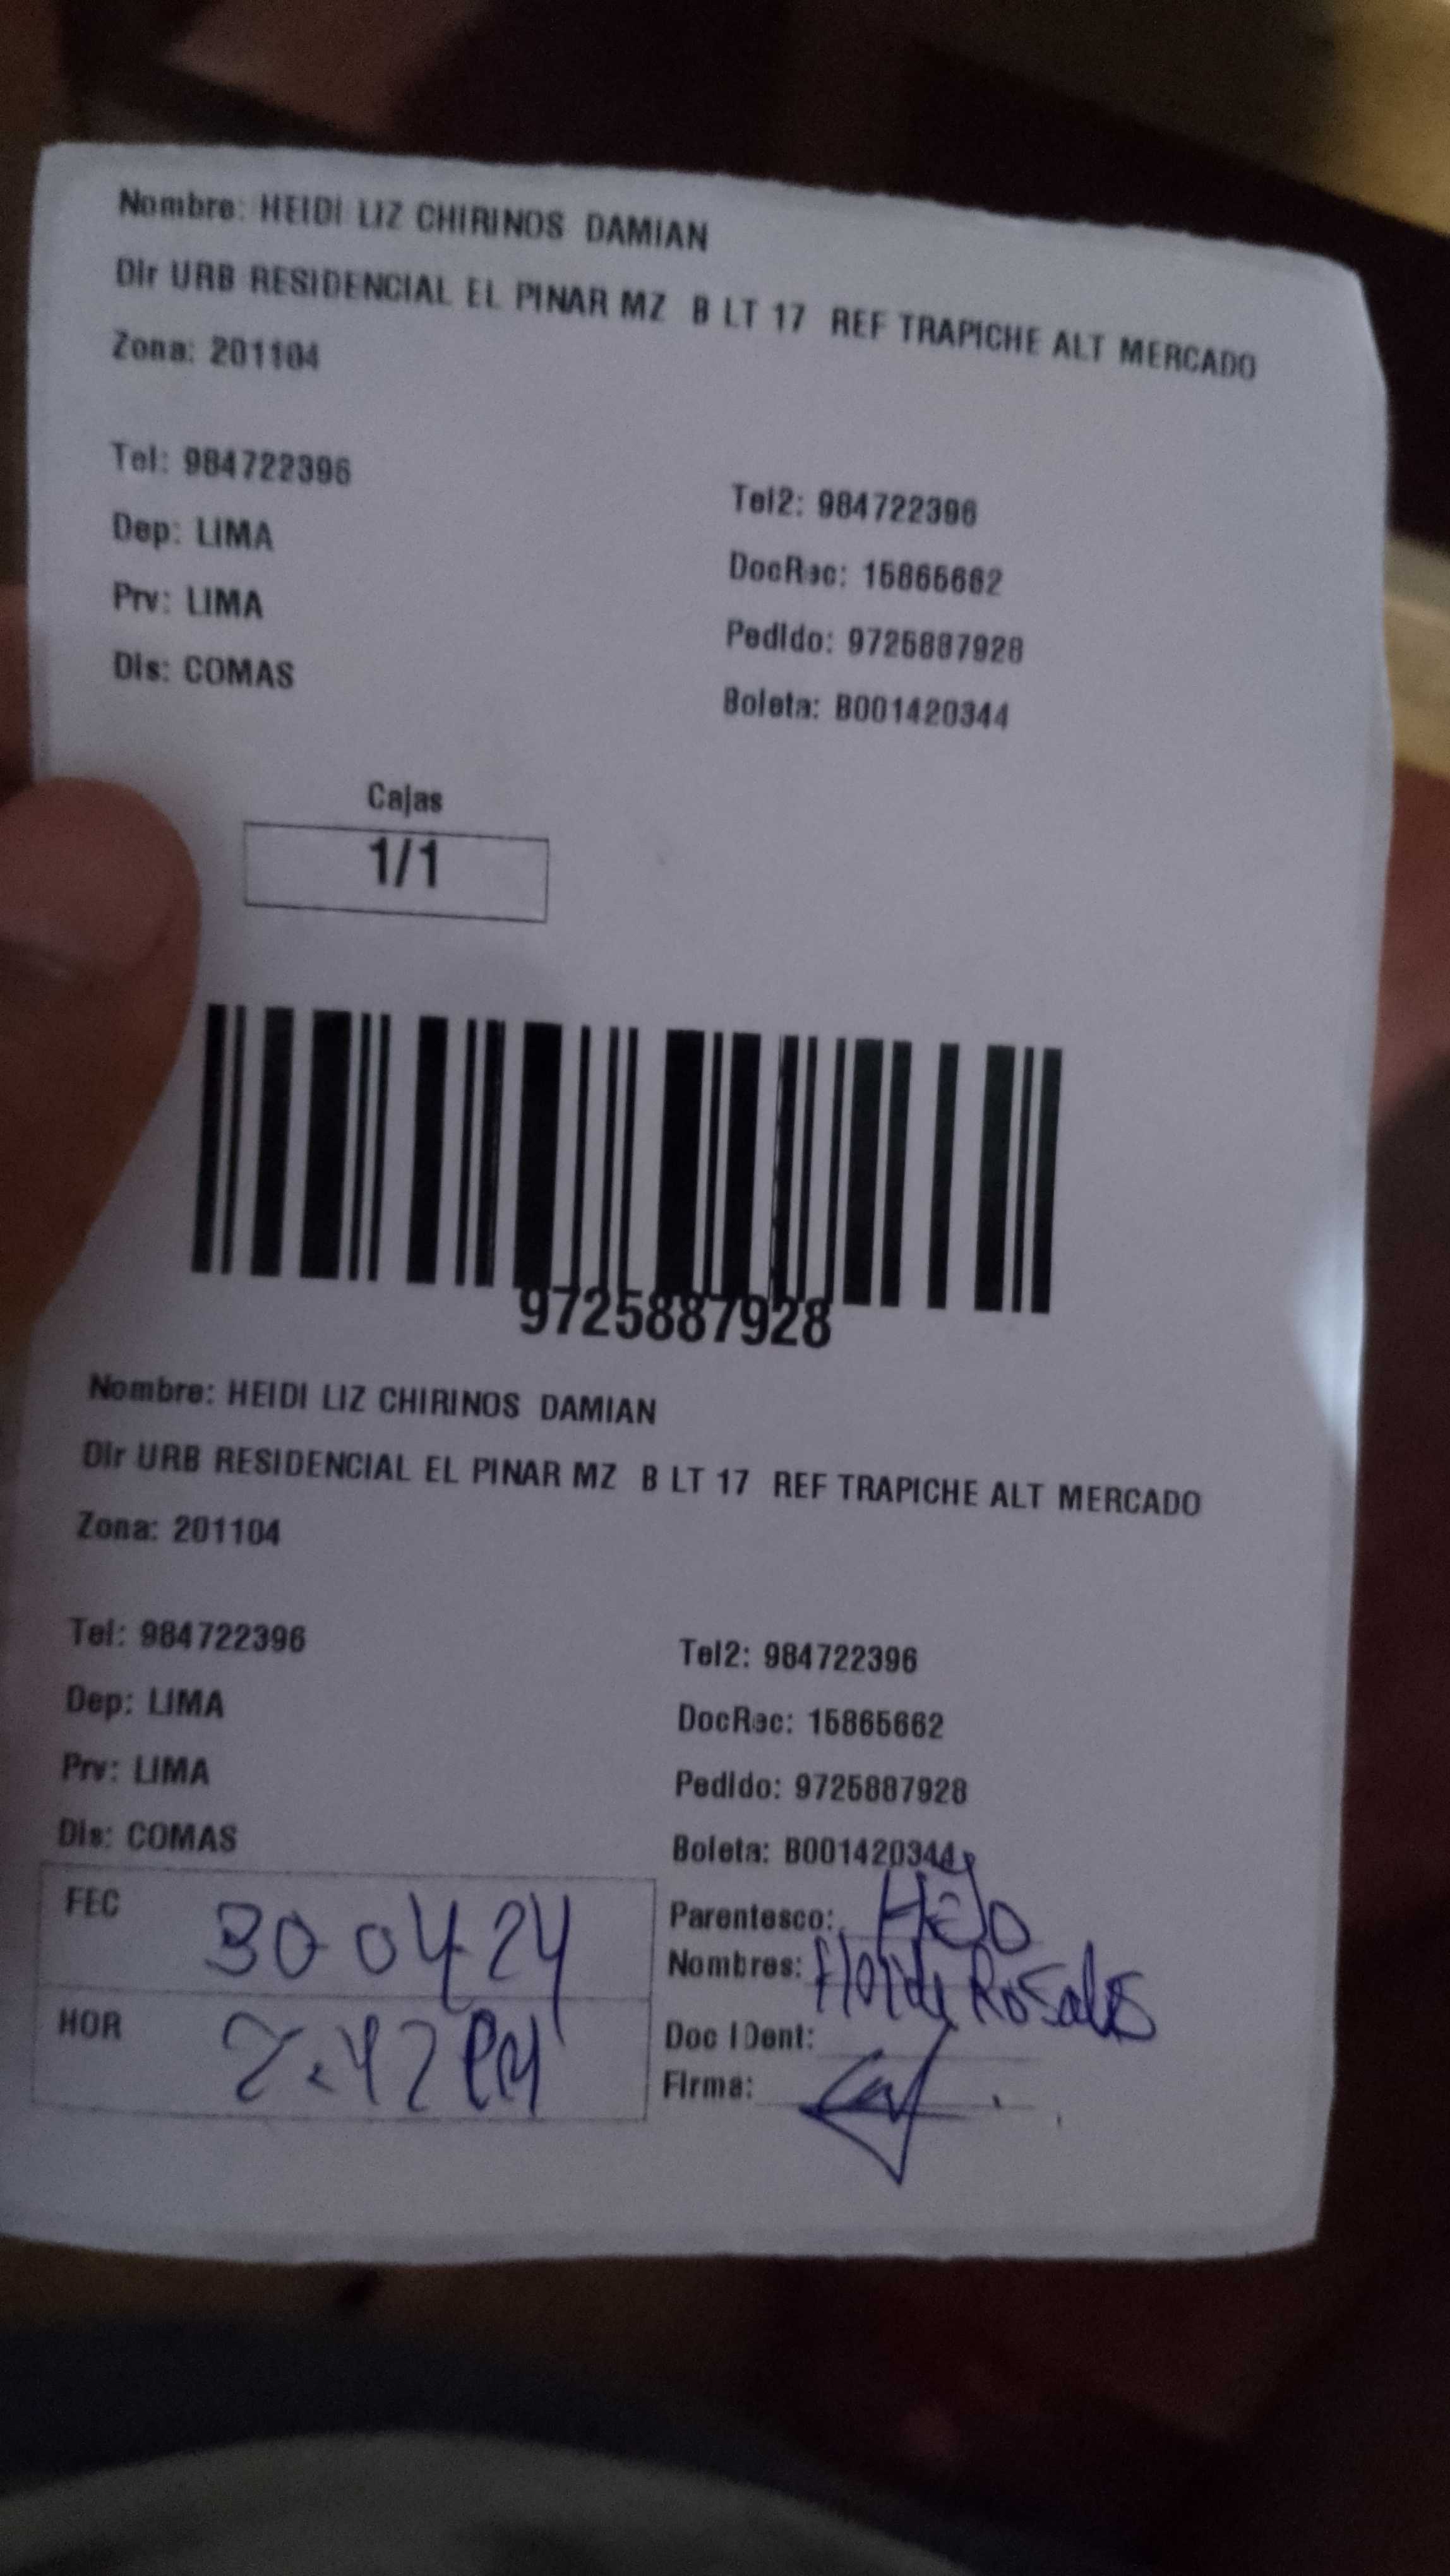 Nombre: HEIDI LIZ CHIRINOS DAMIAN
Dir URB RESIDENCIAL EL PINAR MZ B LT 17 REF TRAPICHE ALT MERCADO
Zona: 201104
Tel: 984722396
Tel2: 984722396
Dep: LIMA
DocRec: 15865662
Prv: LIMA
Pedido: 9725887928
Dis: COMAS
Boleta: B001420344
Cajas
1/1
9725887928
Nombre: HEIDI LIZ CHIRINOS DAMIAN
Dir URB RESIDENCIAL EL PINAR MZ B LT 17 REF TRAPICHE ALT MERCADO
Zona: 201104
Tel: 984722396
Tel2: 984722396
Dep: LIMA
DocRec: 15865662
Prv: LIMA
Pedido: 9725887928
Dis: COMAS
Boleta: B001420344
FEC 30 04 24
Parentesco:
Nombres: Rosales
HOR
Doc IDent:
Firma: